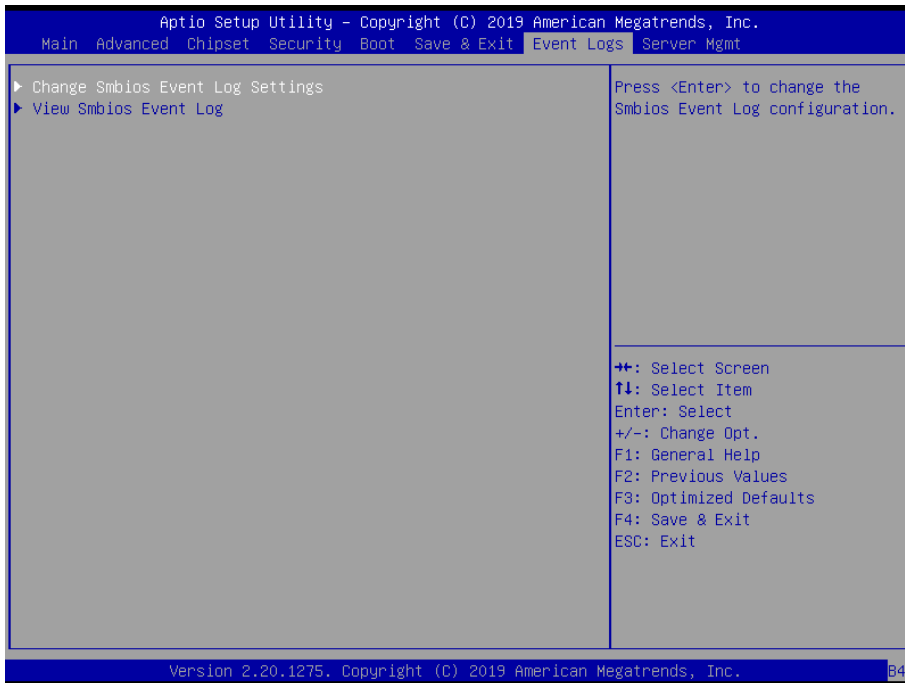 Aptio Setup Utility – Copyright (C) 2019 American Megatrends, Inc.
Main Advanced Chipset Security Boot Save & Exit Event Logs Server Mgmt
▶ Change Smbios Event Log Settings
▶ View Smbios Event Log
Press <Enter> to change the
Smbios Event Log configuration.
→←: Select Screen
↑↓: Select Item
Enter: Select
+/-: Change Opt.
F1: General Help
F2: Previous Values
F3: Optimized Defaults
F4: Save & Exit
ESC: Exit
Version 2.20.1275. Copyright (C) 2019 American Megatrends, Inc.
B4